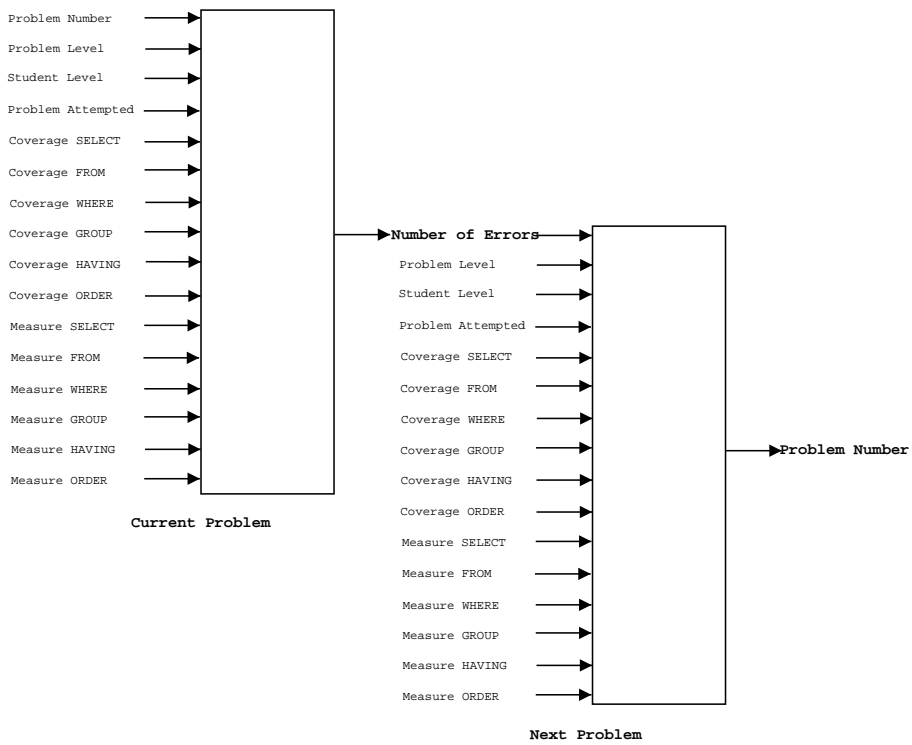 Problem Number
Problem Level
Student Level
Problem Attempted
Coverage SELECT
Coverage FROM
Coverage WHERE
Coverage GROUP
Coverage HAVING
Coverage ORDER
Measure SELECT
Measure FROM
Measure WHERE
Measure GROUP
Measure HAVING
Measure ORDER
Current Problem
Number of Errors
Problem Level
Student Level
Problem Attempted
Coverage SELECT
Coverage FROM
Coverage WHERE
Coverage GROUP
Coverage HAVING
Coverage ORDER
Measure SELECT
Measure FROM
Measure WHERE
Measure GROUP
Measure HAVING
Measure ORDER
Next Problem
Problem Number